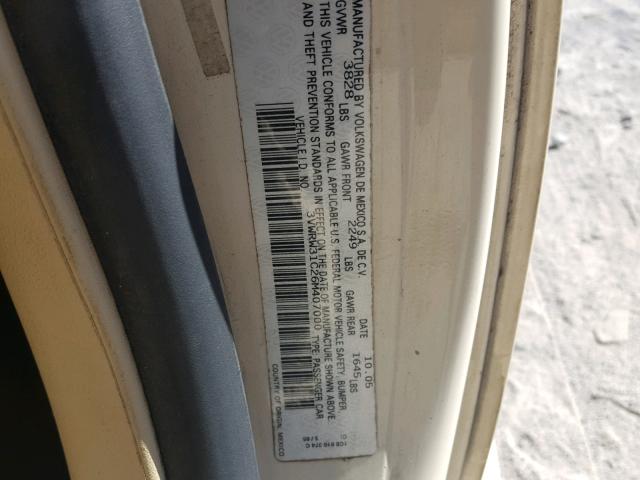 MANUFACTURED BY VOLKSWAGEN DE MEXICO S.A. DE C.V. DATE 10.05
GVWR 3828 LBS GAWR FRONT 2249 LBS GAWR REAR 1645 LBS
THIS VEHICLE CONFORMS TO ALL APPLICABLE U.S. FEDERAL MOTOR VEHICLE SAFETY, BUMPER,
AND THEFT PREVENTION STANDARDS IN EFFECT ON THE DATE OF MANUFACTURE SHOWN ABOVE.
VEHICLE I.D. NO. 3VWRW31C26M407000 TYPE: PASSENGER CAR
COUNTRY OF ORIGIN, MEXICO